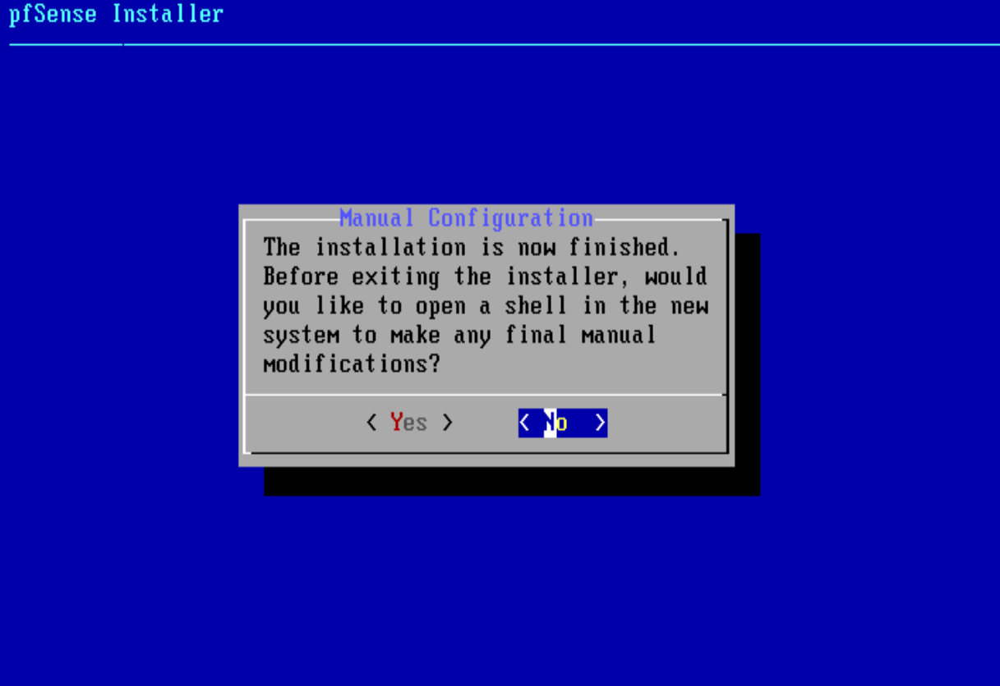 pfSense Installer
Manual Configuration
The installation is now finished.
Before exiting the installer, would
you like to open a shell in the new
system to make any final manual
modifications?
< Yes > < No >